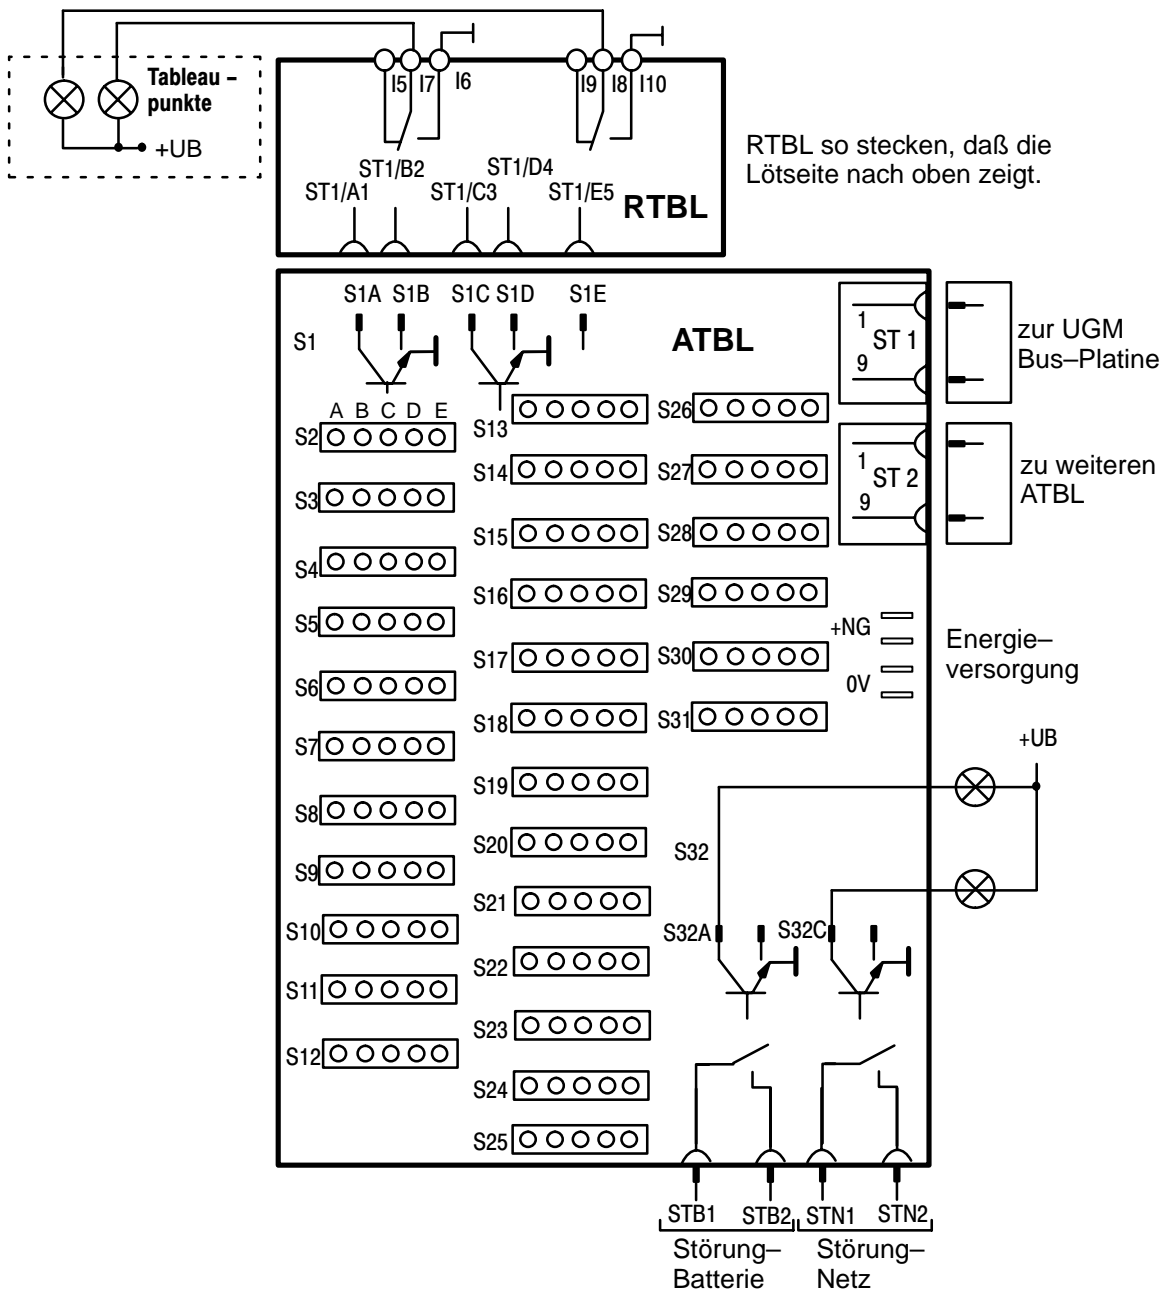 Tableau –
punkte
+UB
I5 I7 I6
I9 I8 I10
ST1/A1 ST1/B2 ST1/C3 ST1/D4 ST1/E5
RTBL
RTBL so stecken, daß die
Lötseite nach oben zeigt.
S1A S1B S1C S1D S1E
S1
ATBL
1
ST 1
9
zur UGM
Bus–Platine
A B C D E
S2
S3
S4
S5
S6
S7
S8
S9
S10
S11
S12
S13
S14
S15
S16
S17
S18
S19
S20
S21
S22
S23
S24
S25
S26
S27
S28
S29
S30
S31
1
ST 2
9
zu weiteren
ATBL
+NG
0V
Energie–
versorgung
+UB
S32
S32A S32C
STB1 STB2 STN1 STN2
Störung–
Batterie
Störung–
Netz